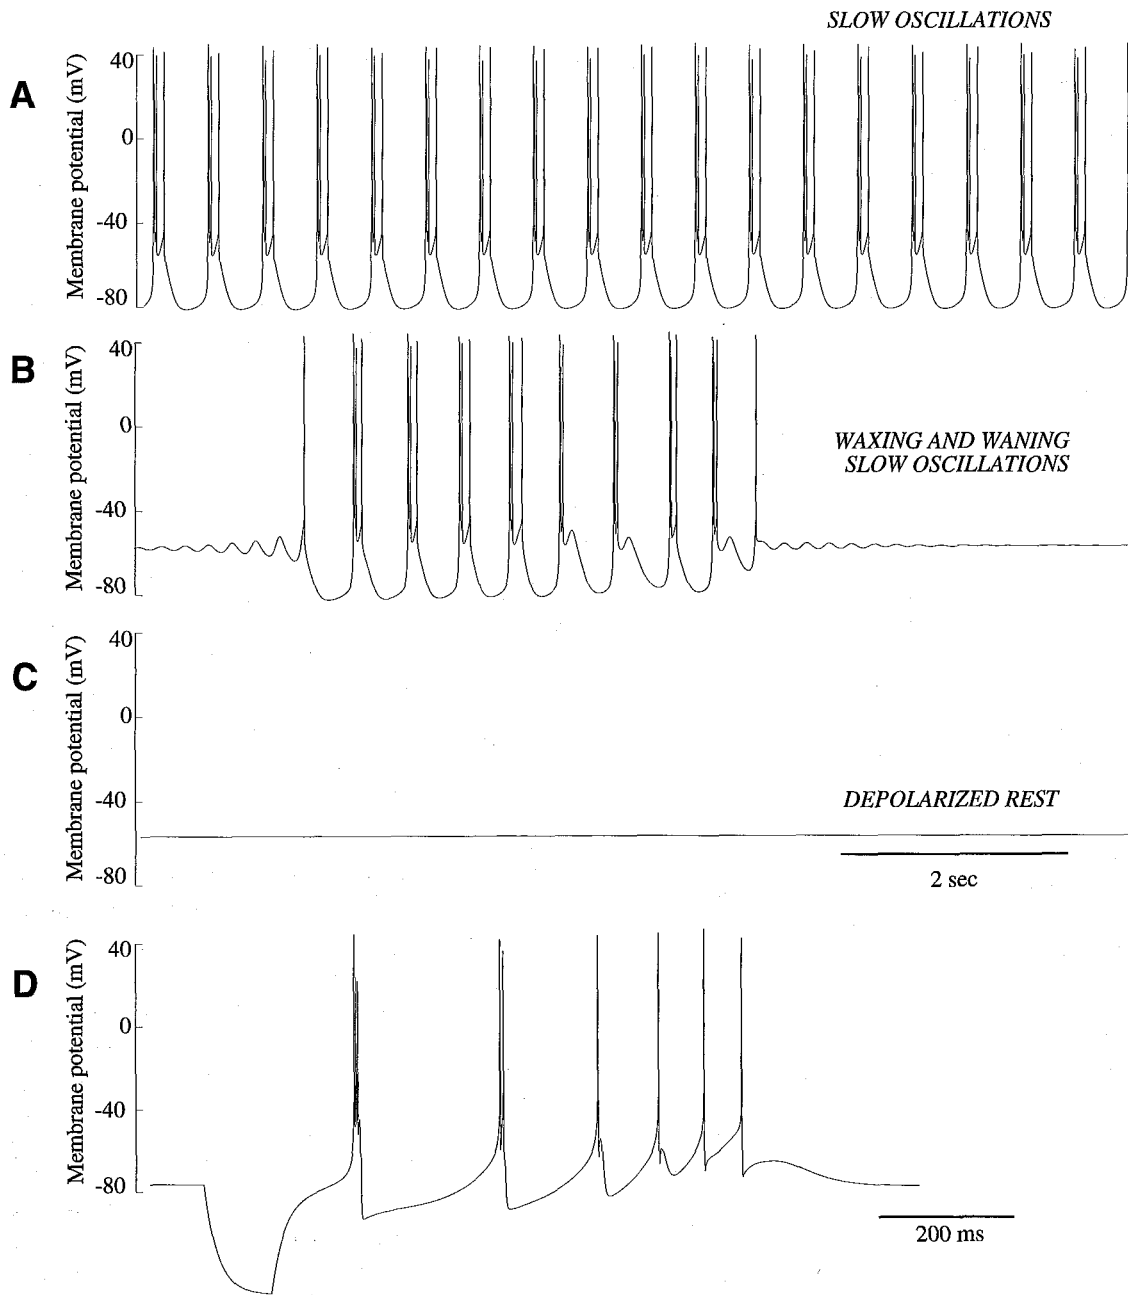 SLOW OSCILLATIONS
A
Membrane potential (mV)
40
0
-40
-80
B
Membrane potential (mV)
40
0
-40
-80
WAXING AND WANING
SLOW OSCILLATIONS
C
Membrane potential (mV)
40
0
-40
-80
DEPOLARIZED REST
2 sec
D
Membrane potential (mV)
40
0
-40
-80
200 ms